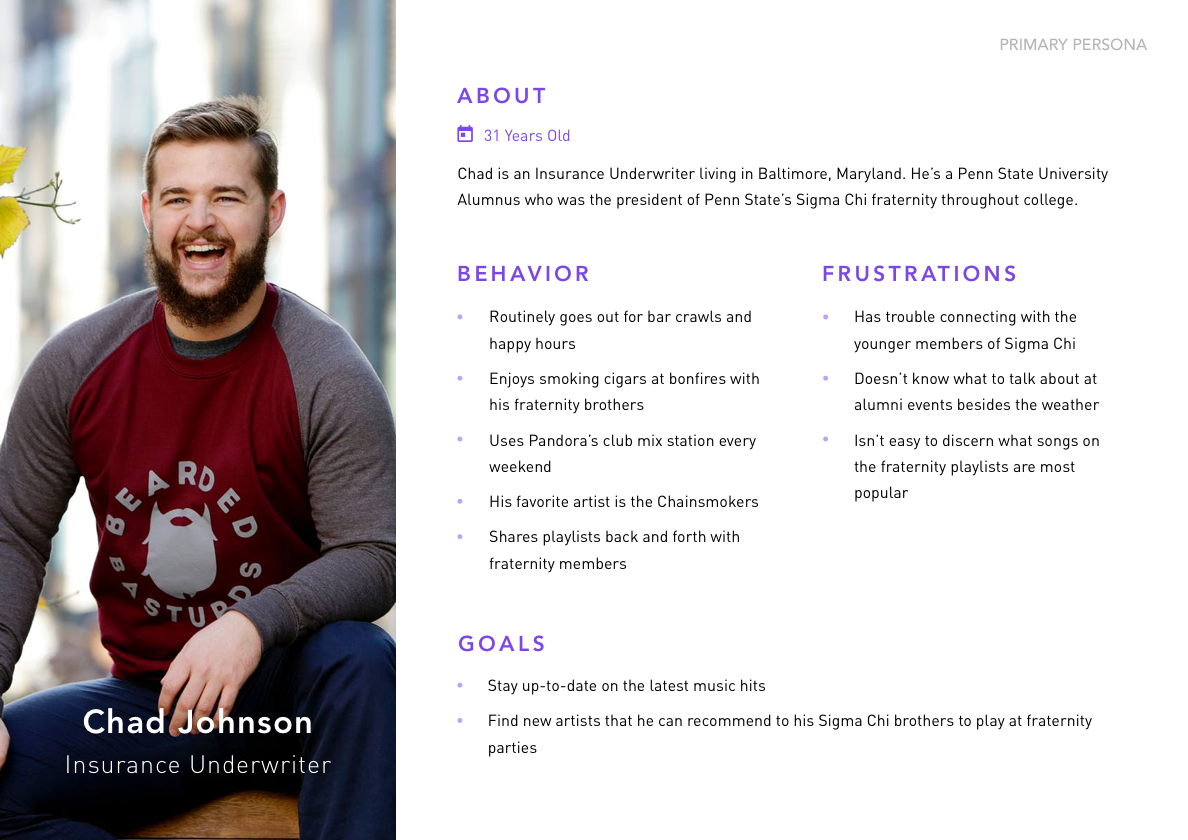 PRIMARY PERSONA
ABOUT
31 Years Old
Chad is an Insurance Underwriter living in Baltimore, Maryland. He’s a Penn State University
Alumnus who was the president of Penn State’s Sigma Chi fraternity throughout college.
BEHAVIOR
• Routinely goes out for bar crawls and
happy hours
• Enjoys smoking cigars at bonfires with
his fraternity brothers
• Uses Pandora’s club mix station every
weekend
• His favorite artist is the Chainsmokers
• Shares playlists back and forth with
fraternity members
FRUSTRATIONS
• Has trouble connecting with the
younger members of Sigma Chi
• Doesn’t know what to talk about at
alumni events besides the weather
• Isn’t easy to discern what songs on
the fraternity playlists are most
popular
GOALS
• Stay up-to-date on the latest music hits
• Find new artists that he can recommend to his Sigma Chi brothers to play at fraternity
parties
BEARDED
BASTURDS
Chad Johnson
Insurance Underwriter